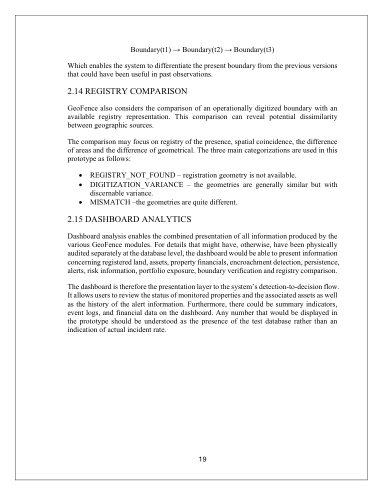 Boundary(t1) → Boundary(t2) → Boundary(t3)
Which enables the system to differentiate the present boundary from the previous versions
that could have been useful in past observations.
2.14 REGISTRY COMPARISON
GeoFence also considers the comparison of an operationally digitized boundary with an
available registry representation. This comparison can reveal potential dissimilarity
between geographic sources.
The comparison may focus on registry of the presence, spatial coincidence, the difference
of areas and the difference of geometrical. The three main categorizations are used in this
prototype as follows:
• REGISTRY_NOT_FOUND – registration geometry is not available.
• DIGITIZATION_VARIANCE – the geometries are generally similar but with
discernable variance.
• MISMATCH –the geometries are quite different.
2.15 DASHBOARD ANALYTICS
Dashboard analysis enables the combined presentation of all information produced by the
various GeoFence modules. For details that might have, otherwise, have been physically
audited separately at the database level, the dashboard would be able to present information
concerning registered land, assets, property financials, encroachment detection, persistence,
alerts, risk information, portfolio exposure, boundary verification and registry comparison.
The dashboard is therefore the presentation layer to the system's detection-to-decision flow.
It allows users to review the status of monitored properties and the associated assets as well
as the history of the alert information. Furthermore, there could be summary indicators,
event logs, and financial data on the dashboard. Any number that would be displayed in
the prototype should be understood as the presence of the test database rather than an
indication of actual incident rate.
19